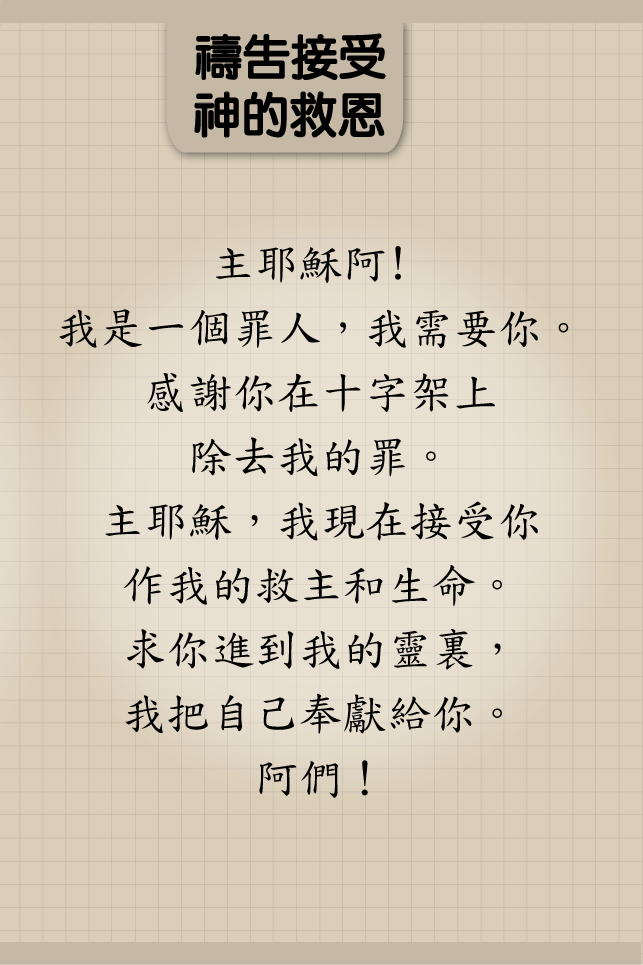 禱告接受
神的救恩
主耶穌阿!
我是一個罪人，我需要你。
感謝你在十字架上
除去我的罪。
主耶穌，我現在接受你
作我的救主和生命。
求你進到我的靈裏，
我把自己奉獻給你。
阿們！